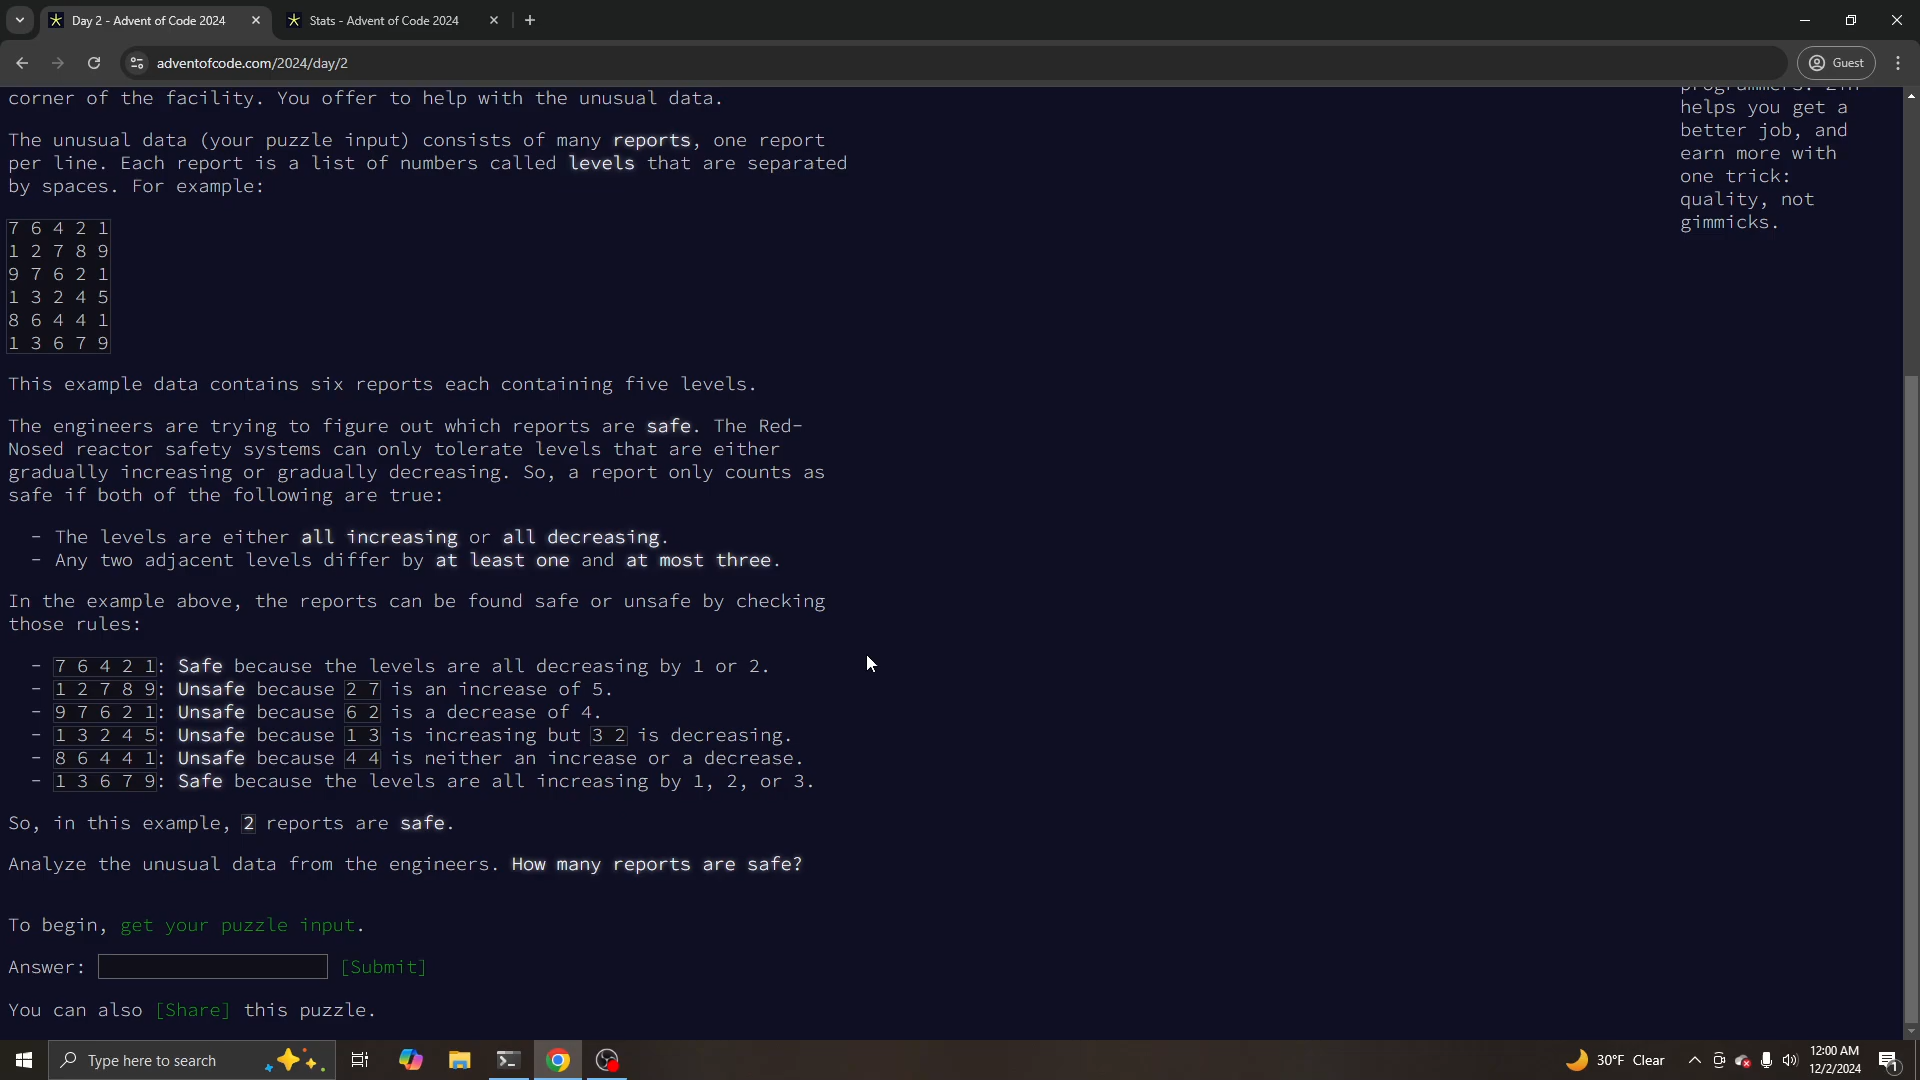 Day 2 - Advent of Code 2024
Stats - Advent of Code 2024
adventofcode.com/2024/day/2
Guest
corner of the facility. You offer to help with the unusual data.
The unusual data (your puzzle input) consists of many reports, one report
per line. Each report is a list of numbers called levels that are separated
by spaces. For example:
7 6 4 2 1
1 2 7 8 9
9 7 6 2 1
1 3 2 4 5
8 6 4 4 1
1 3 6 7 9
This example data contains six reports each containing five levels.
The engineers are trying to figure out which reports are safe. The Red-
Nosed reactor safety systems can only tolerate levels that are either
gradually increasing or gradually decreasing. So, a report only counts as
safe if both of the following are true:
- The levels are either all increasing or all decreasing.
- Any two adjacent levels differ by at least one and at most three.
In the example above, the reports can be found safe or unsafe by checking
those rules:
- 7 6 4 2 1: Safe because the levels are all decreasing by 1 or 2.
- 1 2 7 8 9: Unsafe because 2 7 is an increase of 5.
- 9 7 6 2 1: Unsafe because 6 2 is a decrease of 4.
- 1 3 2 4 5: Unsafe because 1 3 is increasing but 3 2 is decreasing.
- 8 6 4 4 1: Unsafe because 4 4 is neither an increase or a decrease.
- 1 3 6 7 9: Safe because the levels are all increasing by 1, 2, or 3.
So, in this example, 2 reports are safe.
Analyze the unusual data from the engineers. How many reports are safe?
To begin, get your puzzle input.
Answer: [Submit]
You can also [Share] this puzzle.
helps you get a
better job, and
earn more with
one trick:
quality, not
gimmicks.
Type here to search
30°F Clear
12:00 AM
12/2/2024
1